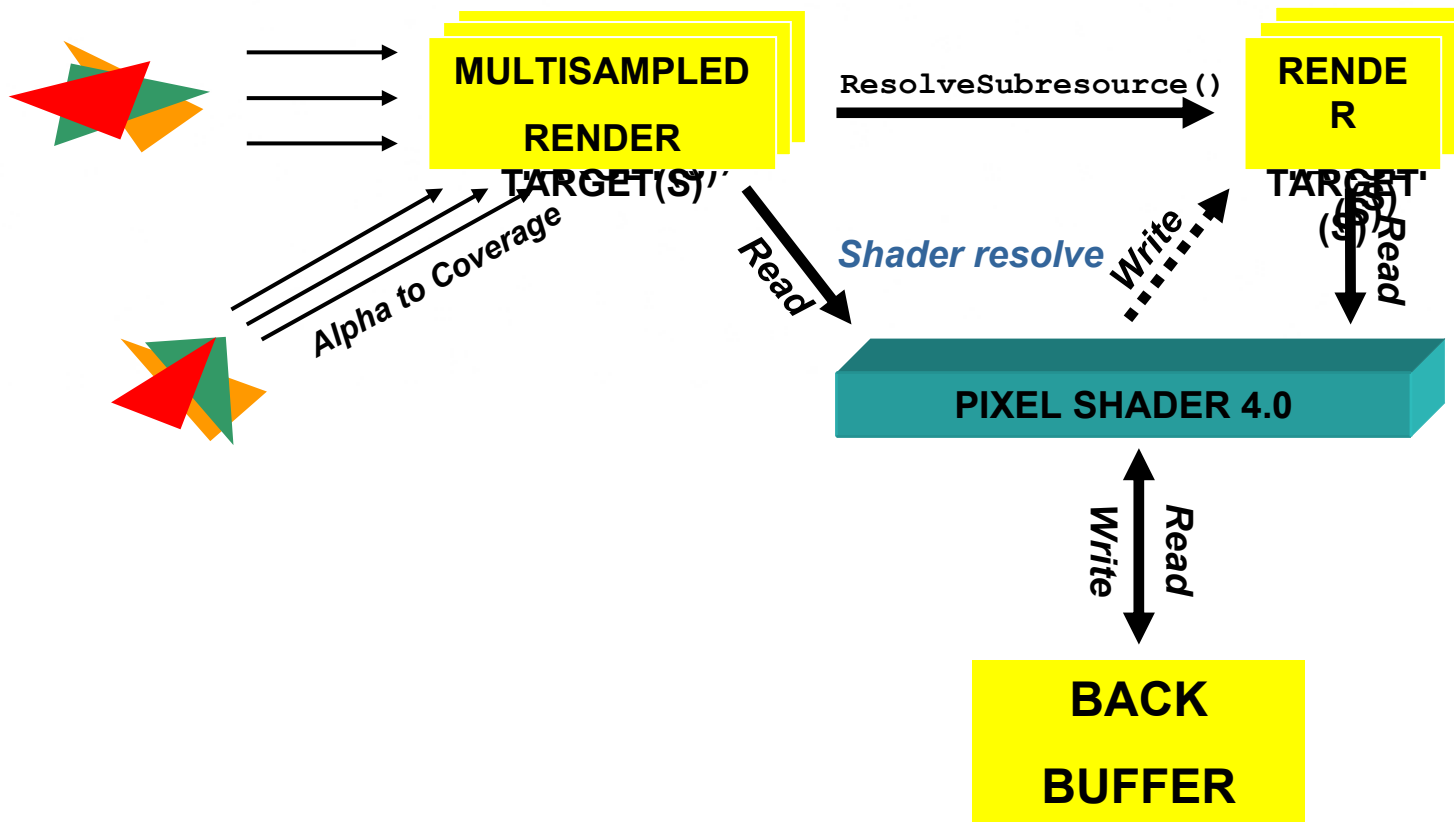 MULTISAMPLED
RENDER
TARGET(S)
ResolveSubresource()
RENDE
R
TARGET
(S)
Alpha to Coverage
Read
Shader resolve
Write
Read
PIXEL SHADER 4.0
Write
Read
BACK
BUFFER